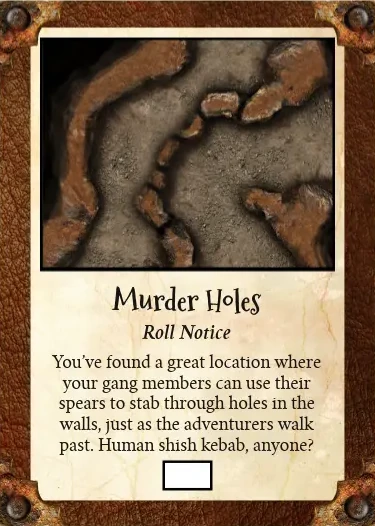 Murder Holes
Roll Notice
You’ve found a great location where
your gang members can use their
spears to stab through holes in the
walls, just as the adventurers walk
past. Human shish kebab, anyone?